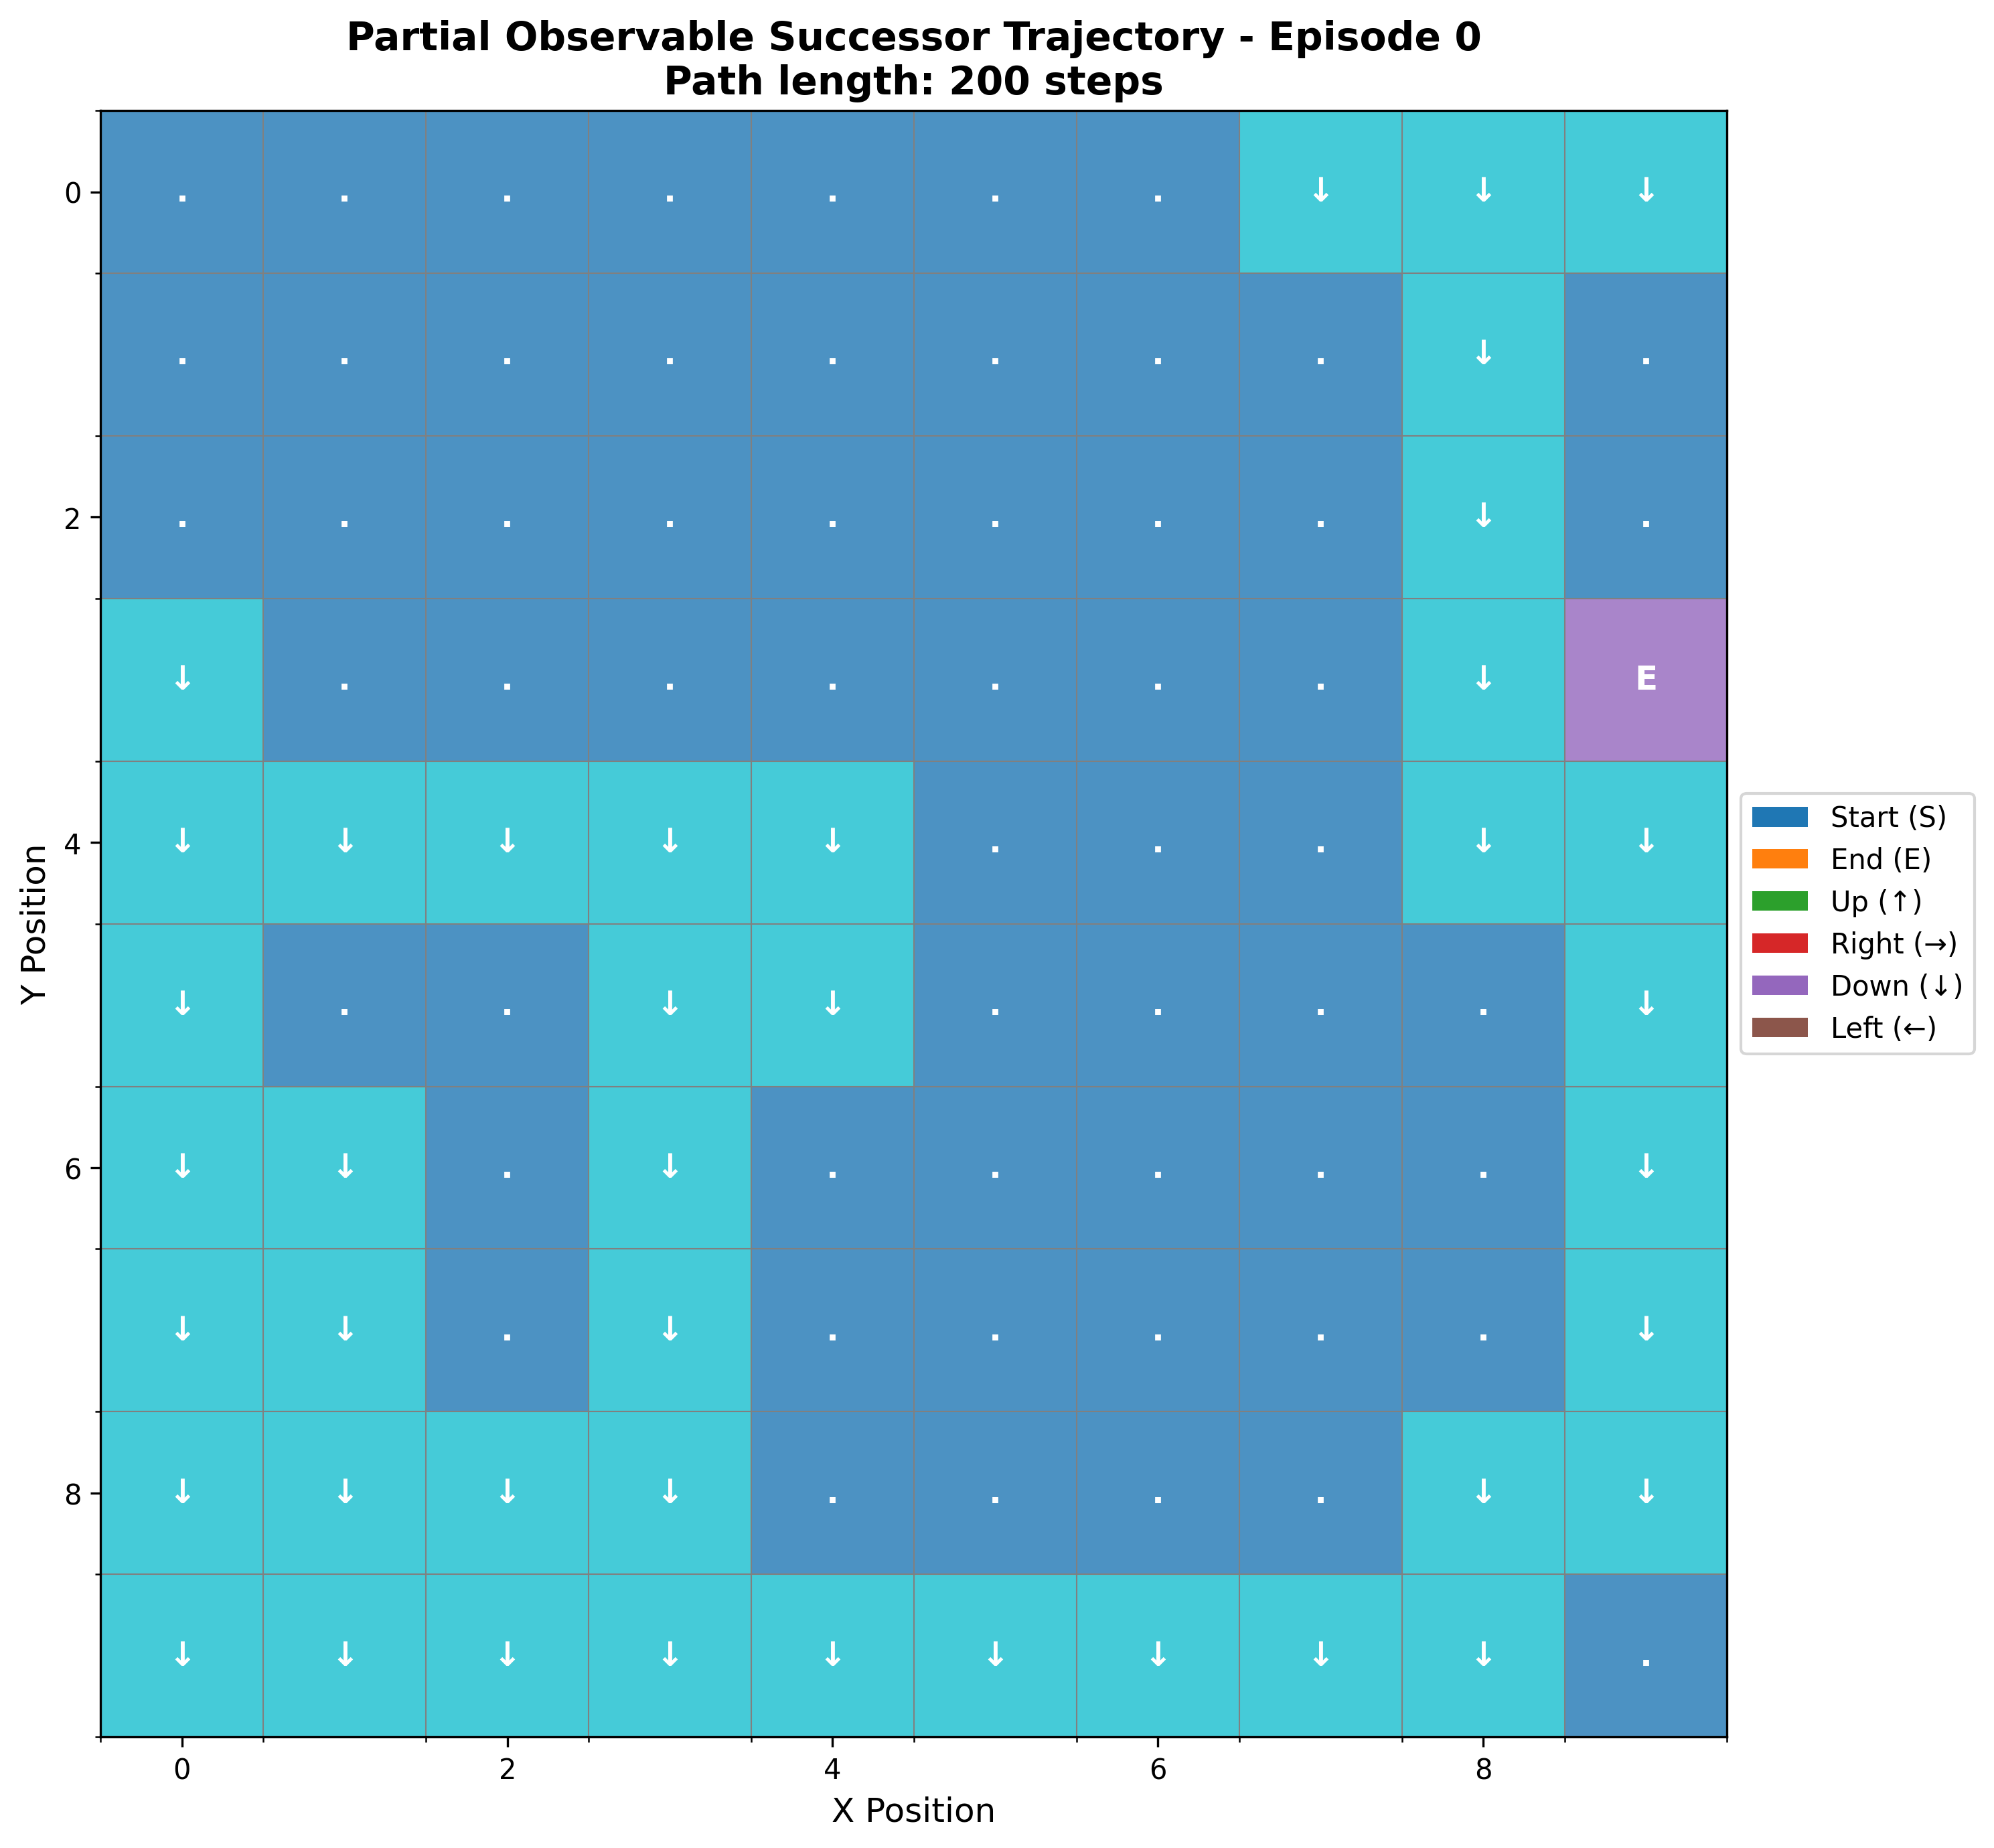 Partial Observable Successor Trajectory - Episode 0
Path length: 200 steps
0 . . . . . . . ↓ ↓ ↓
. . . . . . . . ↓ .
2 . . . . . . . . ↓ .
↓ . . . . . . . ↓ E
4 ↓ ↓ ↓ ↓ ↓ . . . ↓ ↓
↓ . . ↓ ↓ . . . . ↓
6 ↓ ↓ . ↓ . . . . . ↓
↓ ↓ . ↓ . . . . . ↓
8 ↓ ↓ ↓ ↓ . . . . ↓ ↓
↓ ↓ ↓ ↓ ↓ ↓ ↓ ↓ ↓ .
0 2 4 6 8
X Position
Y Position
Start (S)
End (E)
Up (↑)
Right (→)
Down (↓)
Left (←)